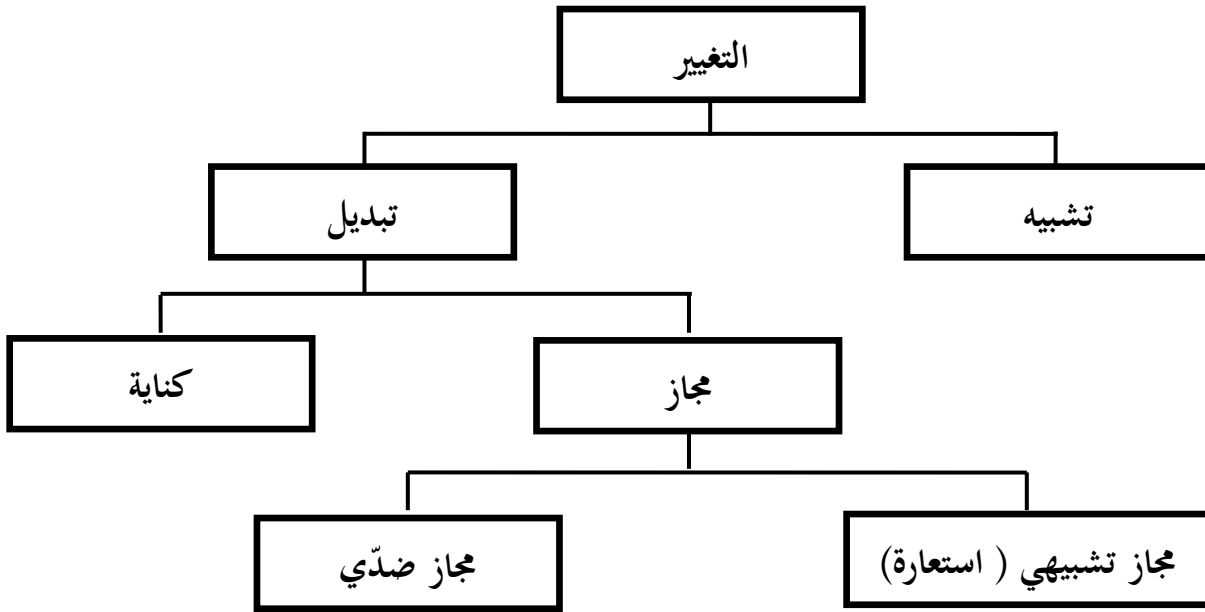 التغيير
تشبيه
تبديل
مجاز
كناية
مجاز تشبيهي ( استعارة)
مجاز ضدّي